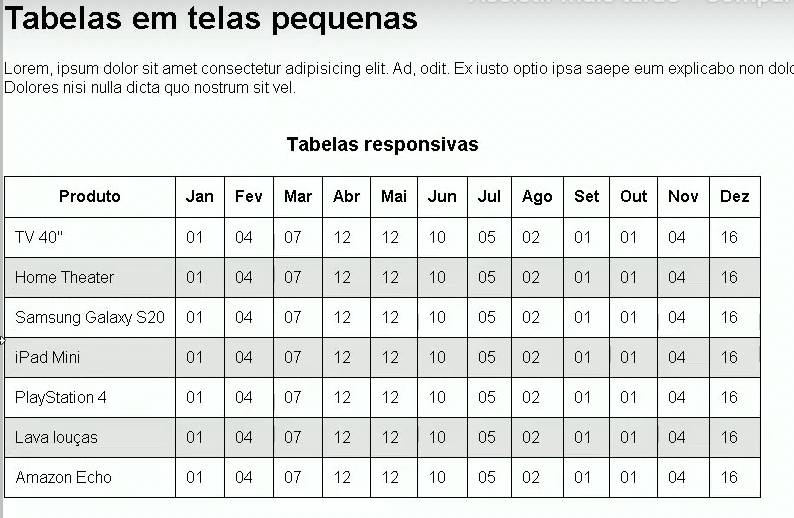 Tabelas em telas pequenas
Lorem, ipsum dolor sit amet consectetur adipisicing elit. Ad, odit. Ex iusto optio ipsa saepe eum explicabo non
Dolores nisi nulla dicta quo nostrum sit vel.
Tabelas responsivas
Produto Jan Fev Mar Abr Mai Jun Jul Ago Set Out Nov Dez
TV 40" 01 04 07 12 12 10 05 02 01 01 04 16
Home Theater 01 04 07 12 12 10 05 02 01 01 04 16
Samsung Galaxy S20 01 04 07 12 12 10 05 02 01 01 04 16
iPad Mini 01 04 07 12 12 10 05 02 01 01 04 16
PlayStation 4 01 04 07 12 12 10 05 02 01 01 04 16
Lava louças 01 04 07 12 12 10 05 02 01 01 04 16
Amazon Echo 01 04 07 12 12 10 05 02 01 01 04 16